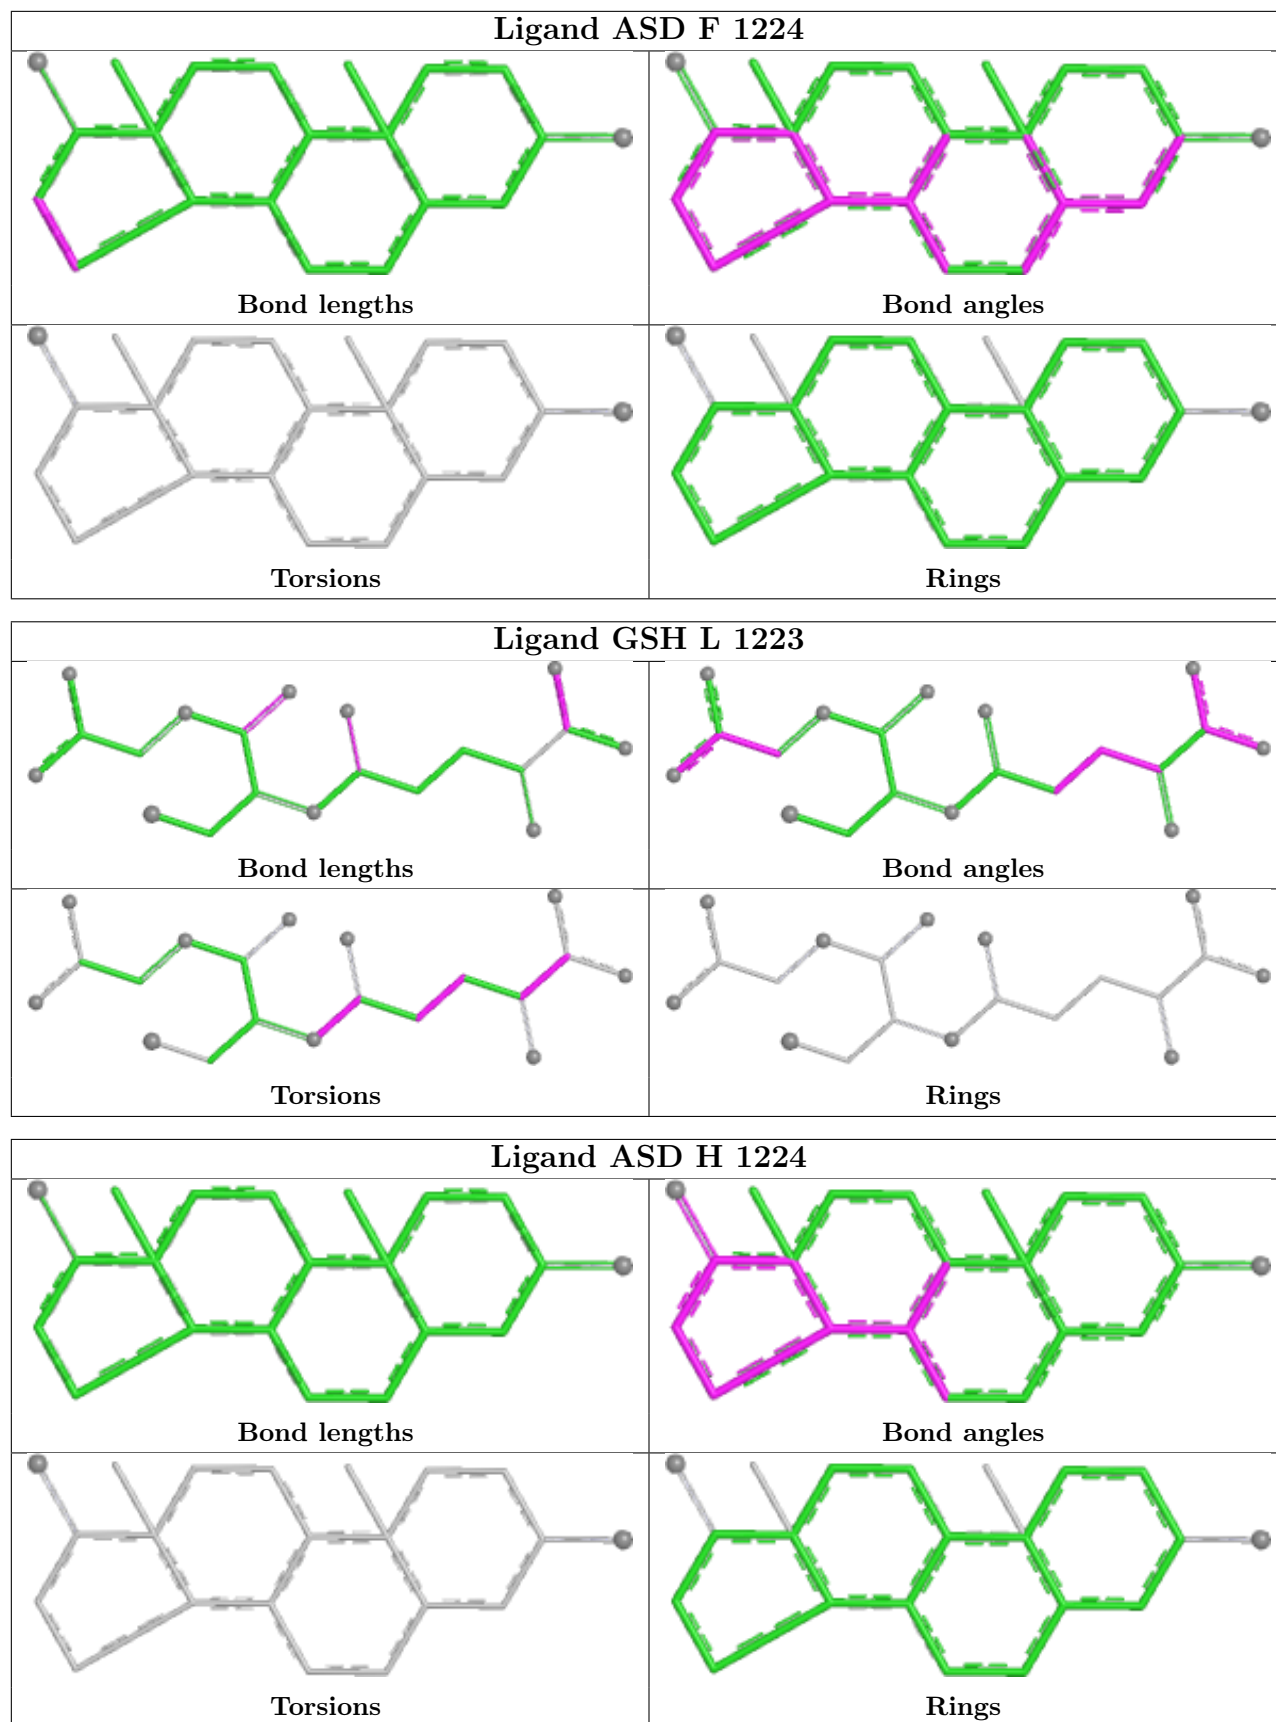 Ligand ASD F 1224
Bond lengths
Bond angles
Torsions
Rings
Ligand GSH L 1223
Bond lengths
Bond angles
Torsions
Rings
Ligand ASD H 1224
Bond lengths
Bond angles
Torsions
Rings